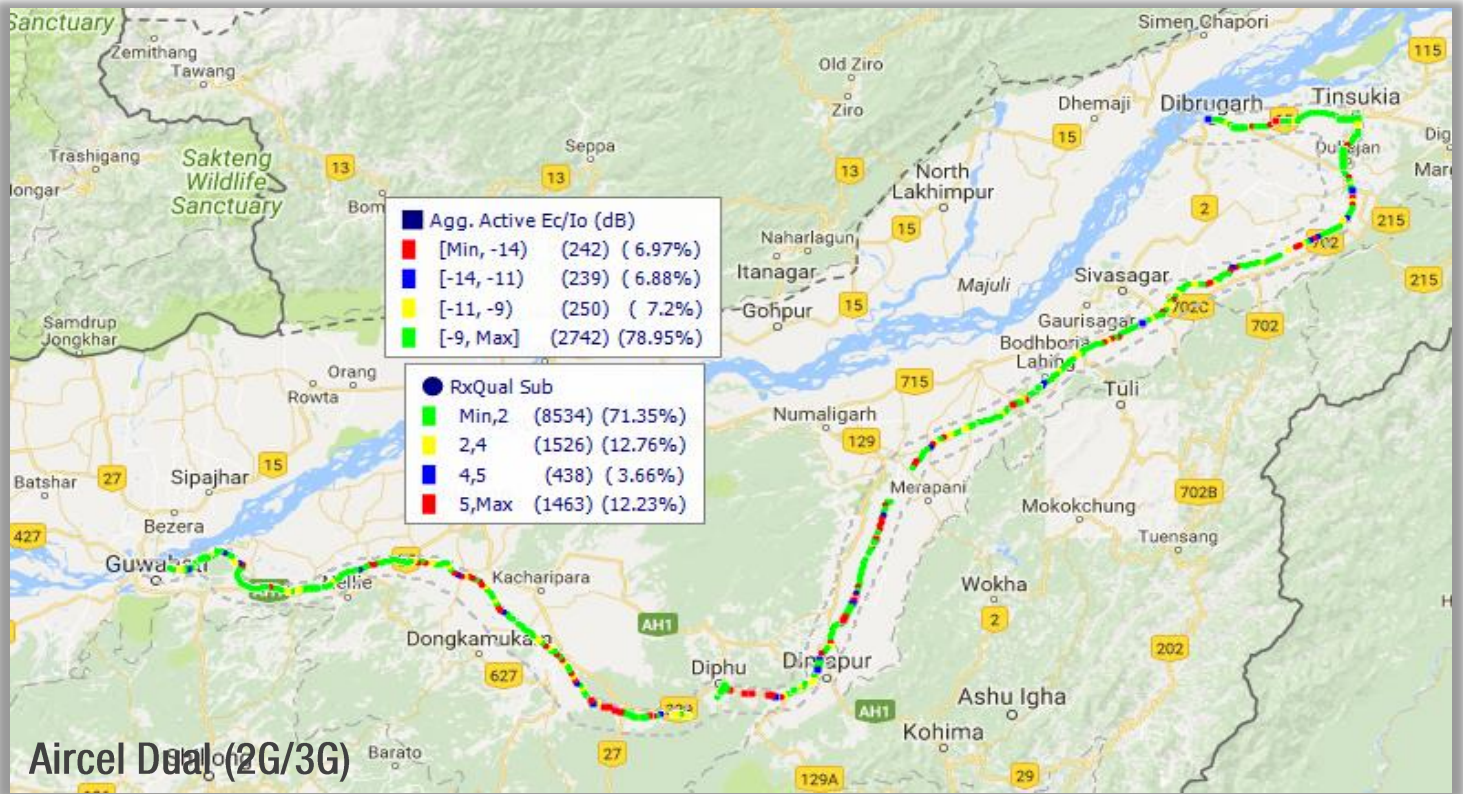 Sanctuary
Simen Chapori
Zemithang
Tawang
115
Old Ziro
Ziro
Dhemaji
Dibrugarh
Tinsukia
15
Trashigang
Sakteng
Wildlife
Sanctuary
13
Seppa
13
13
North
Lakhimpur
2
215
15
702
Naharlagun
Itanagar
Majuli
Sivasagar
215
Agg. Active Ec/Io (dB)
[Min, -14) (242) ( 6.97%)
[-14, -11) (239) ( 6.88%)
[-11, -9) (250) ( 7.2%)
[-9, Max] (2742) (78.95%)
Gohpur
15
Gaurisagar
702C
702
Samdrup
Jongkhar
Bodhboria
Lahing
Orang
Rowta
715
Tuli
RxQual Sub
Min,2 (8534) (71.35%)
2,4 (1526) (12.76%)
4,5 (438) ( 3.66%)
5,Max (1463) (12.23%)
Numaligarh
129
Sipajhar
15
27
Batshar
Merapani
702B
Mokokchung
Bezera
427
Tuensang
Guwahati
Nellie
Kacharipara
Wokha
2
AH1
Dongkamukam
202
627
Diphu
Dimapur
Ashu Igha
AH1
Kohima
27
Barato
129A
29
Aircel Dual (2G/3G)